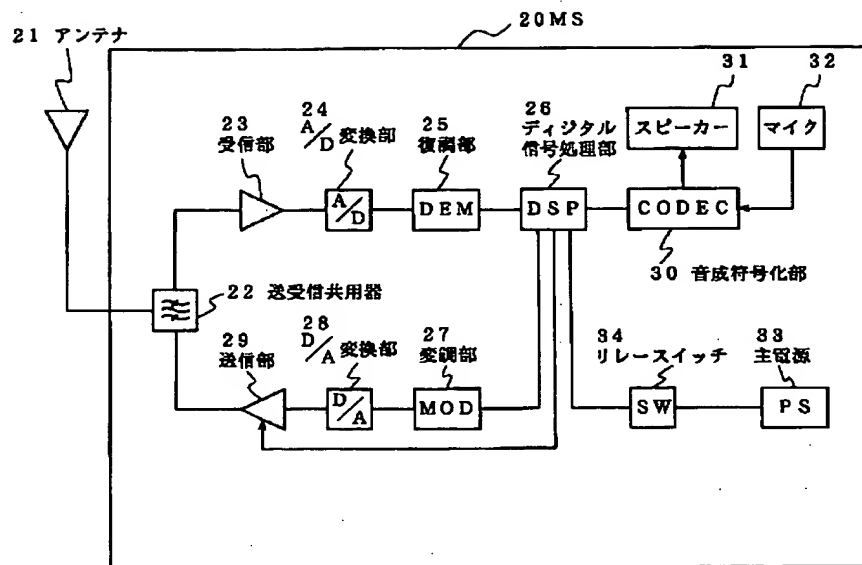 20MS
21 アンテナ
31
32
スピーカー
マイク
23
受信部
24
A/D 変換部
25
復調部
26
ディジタル
信号処理部
A/D
DEM
DSP
CODEC
30 音成符号化部
22 送受信共用器
29
送信部
28
D/A 変換部
27
変調部
34
リレースイッチ
33
主電源
D/A
MOD
SW
PS